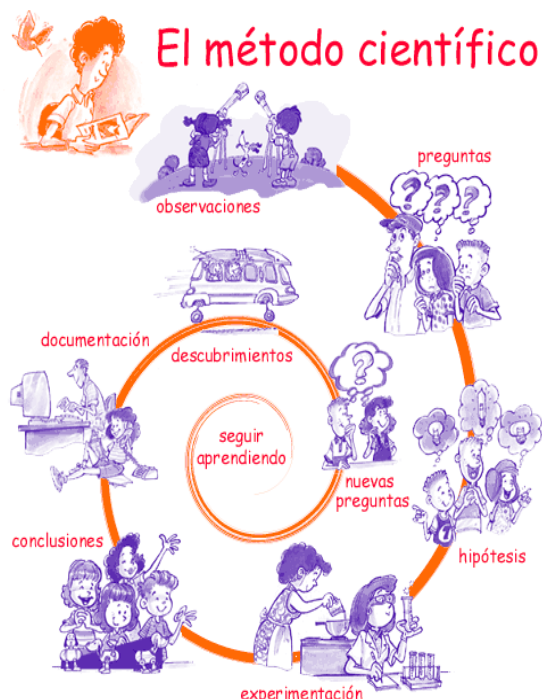 El método científico
observaciones
preguntas
hipótesis
experimentación
conclusiones
documentación
descubrimientos
nuevas
preguntas
seguir
aprendiendo